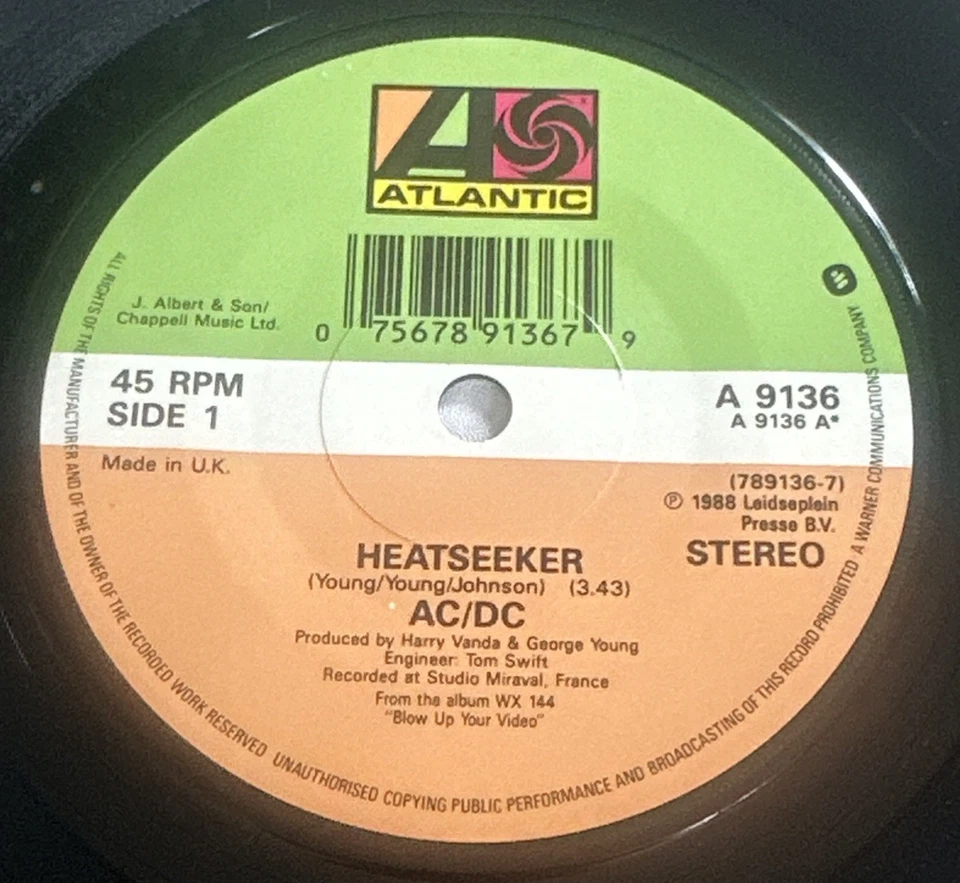 ATLANTIC
0 75678 91367 9
J. Albert & Son/
Chappell Music Ltd.
45 RPM
SIDE 1
A 9136
A 9136 A*
Made in U.K.
(789136-7)
℗ 1988 Leidseplein
Presse B.V.
STEREO
HEATSEEKER
(Young/Young/Johnson) (3.43)
AC/DC
Produced by Harry Vanda & George Young
Engineer: Tom Swift
Recorded at Studio Miraval, France
From the album WX 144
"Blow Up Your Video"
ALL RIGHTS OF THE MANUFACTURER AND OF THE OWNER OF THE RECORDED WORK RESERVED UNAUTHORISED COPYING PUBLIC PERFORMANCE AND BROADCASTING OF THIS RECORD PROHIBITED A WARNER COMMUNICATIONS COMPANY